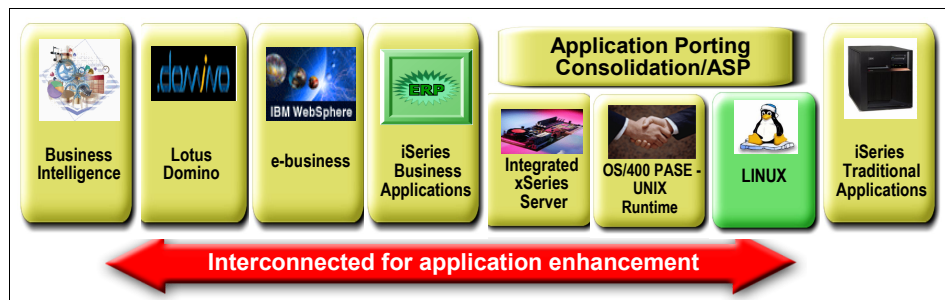 Business
Intelligence
.domino
Lotus
Domino
IBM WebSphere
e-business
ERP
iSeries
Business
Applications
Application Porting
Consolidation/ASP
Integrated
xSeries
Server
OS/400 PASE -
UNIX
Runtime
LINUX
iSeries
Traditional
Applications
Interconnected for application enhancement